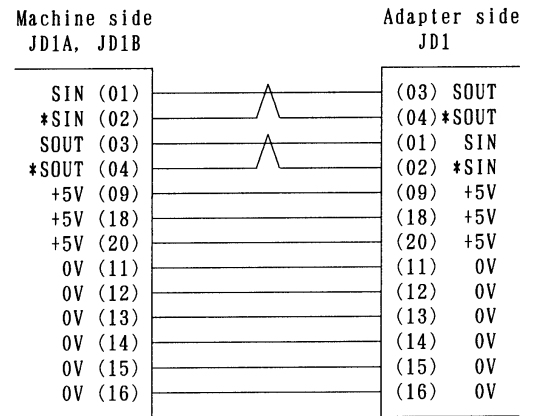 Machine side Adapter side
JD1A, JD1B JD1
SIN (01) (03) SOUT
*SIN (02) (04)*SOUT
SOUT (03) (01) SIN
*SOUT (04) (02) *SIN
+5V (09) (09) +5V
+5V (18) (18) +5V
+5V (20) (20) +5V
0V (11) (11) 0V
0V (12) (12) 0V
0V (13) (13) 0V
0V (14) (14) 0V
0V (15) (15) 0V
0V (16) (16) 0V